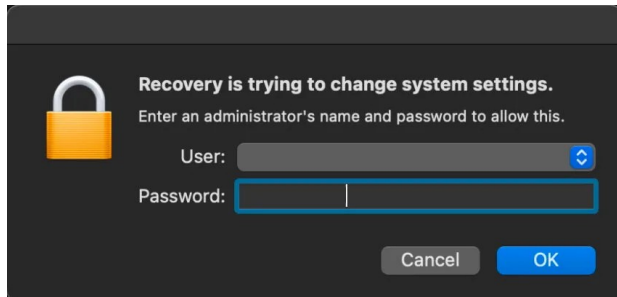 Recovery is trying to change system settings.
Enter an administrator's name and password to allow this.
User:
Password:
Cancel OK